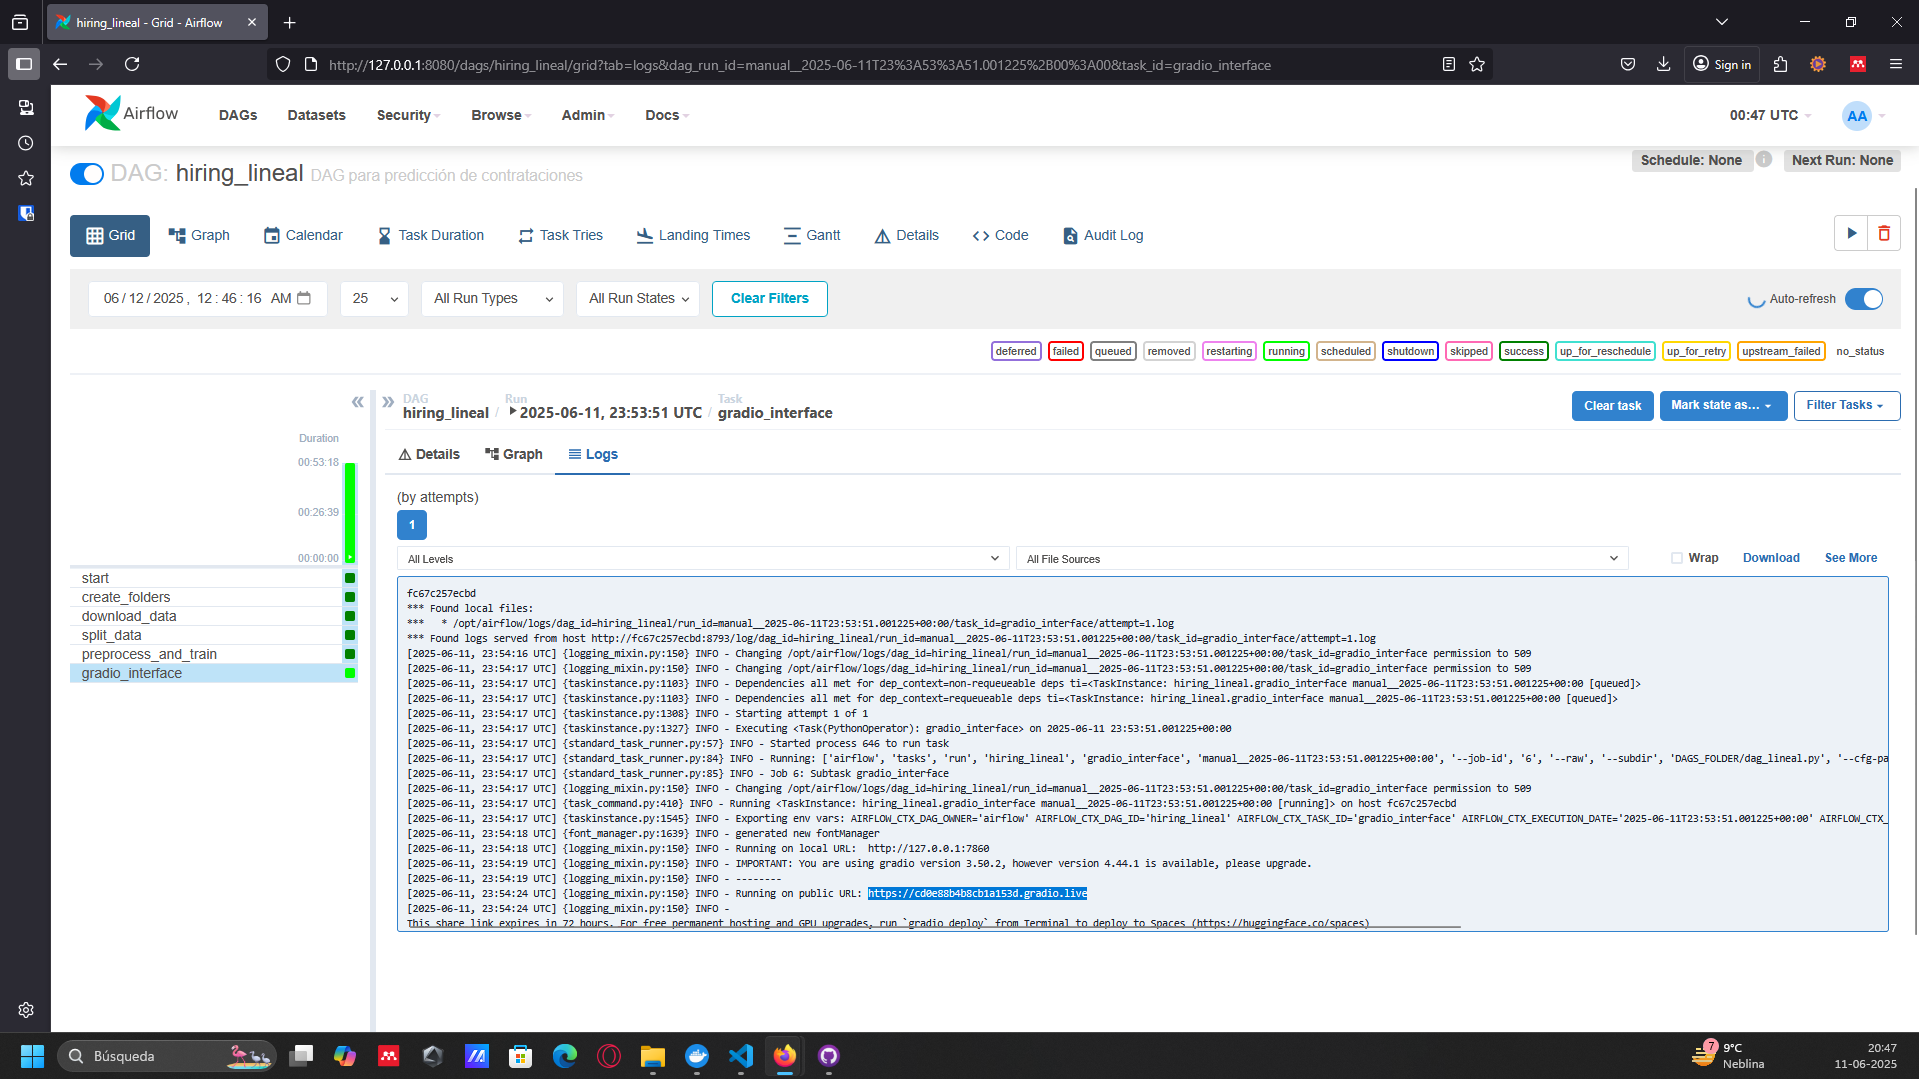 hiring_lineal - Grid - Airflow
http://127.0.0.1:8080/dags/hiring_lineal/grid?tab=logs&dag_run_id=manual__2025-06-11T23%3A53%3A51.001225%2B00%3A00&task_id=gradio_interface
Sign in
Airflow
DAGs
Datasets
Security
Browse
Admin
Docs
00:47 UTC
AA
DAG: hiring_lineal DAG para predicción de contrataciones
Schedule: None
Next Run: None
Grid
Graph
Calendar
Task Duration
Task Tries
Landing Times
Gantt
Details
Code
Audit Log
06/12/2025, 12:46:16 AM
25
All Run Types
All Run States
Clear Filters
Auto-refresh
deferred
failed
queued
removed
restarting
running
scheduled
shutdown
skipped
success
up_for_reschedule
up_for_retry
upstream_failed
no_status
DAG
hiring_lineal
/
Run
2025-06-11, 23:53:51 UTC
/
Task
gradio_interface
Clear task
Mark state as...
Filter Tasks
Duration
00:53:18
00:26:39
00:00:00
start
create_folders
download_data
split_data
preprocess_and_train
gradio_interface
Details
Graph
Logs
(by attempts)
1
All Levels
All File Sources
Wrap
Download
See More
fc67c257ecbd
*** Found local files:
***   * /opt/airflow/logs/dag_id=hiring_lineal/run_id=manual__2025-06-11T23:53:51.001225+00:00/task_id=gradio_interface/attempt=1.log
*** Found logs served from host http://fc67c257ecbd:8793/log/dag_id=hiring_lineal/run_id=manual__2025-06-11T23:53:51.001225+00:00/task_id=gradio_interface/attempt=1.log
[2025-06-11, 23:54:16 UTC] {logging_mixin.py:150} INFO - Changing /opt/airflow/logs/dag_id=hiring_lineal/run_id=manual__2025-06-11T23:53:51.001225+00:00/task_id=gradio_interface permission to 509
[2025-06-11, 23:54:17 UTC] {logging_mixin.py:150} INFO - Changing /opt/airflow/logs/dag_id=hiring_lineal/run_id=manual__2025-06-11T23:53:51.001225+00:00/task_id=gradio_interface permission to 509
[2025-06-11, 23:54:17 UTC] {taskinstance.py:1103} INFO - Dependencies all met for dep_context=non-requeueable deps ti=<TaskInstance: hiring_lineal.gradio_interface manual__2025-06-11T23:53:51.001225+00:00 [queued]>
[2025-06-11, 23:54:17 UTC] {taskinstance.py:1103} INFO - Dependencies all met for dep_context=requeueable deps ti=<TaskInstance: hiring_lineal.gradio_interface manual__2025-06-11T23:53:51.001225+00:00 [queued]>
[2025-06-11, 23:54:17 UTC] {taskinstance.py:1308} INFO - Starting attempt 1 of 1
[2025-06-11, 23:54:17 UTC] {taskinstance.py:1327} INFO - Executing <Task(PythonOperator): gradio_interface> on 2025-06-11 23:53:51.001225+00:00
[2025-06-11, 23:54:17 UTC] {standard_task_runner.py:57} INFO - Started process 646 to run task
[2025-06-11, 23:54:17 UTC] {standard_task_runner.py:84} INFO - Running: ['airflow', 'tasks', 'run', 'hiring_lineal', 'gradio_interface', 'manual__2025-06-11T23:53:51.001225+00:00', '--job-id', '6', '--raw', '--subdir', 'DAGS_FOLDER/dag_lineal.py', '--cfg-pa
[2025-06-11, 23:54:17 UTC] {standard_task_runner.py:85} INFO - Job 6: Subtask gradio_interface
[2025-06-11, 23:54:17 UTC] {logging_mixin.py:150} INFO - Changing /opt/airflow/logs/dag_id=hiring_lineal/run_id=manual__2025-06-11T23:53:51.001225+00:00/task_id=gradio_interface permission to 509
[2025-06-11, 23:54:17 UTC] {task_command.py:410} INFO - Running <TaskInstance: hiring_lineal.gradio_interface manual__2025-06-11T23:53:51.001225+00:00 [running]> on host fc67c257ecbd
[2025-06-11, 23:54:17 UTC] {taskinstance.py:1545} INFO - Exporting env vars: AIRFLOW_CTX_DAG_OWNER='airflow' AIRFLOW_CTX_DAG_ID='hiring_lineal' AIRFLOW_CTX_TASK_ID='gradio_interface' AIRFLOW_CTX_EXECUTION_DATE='2025-06-11T23:53:51.001225+00:00' AIRFLOW_CTX_
[2025-06-11, 23:54:18 UTC] {font_manager.py:1639} INFO - generated new fontManager
[2025-06-11, 23:54:18 UTC] {logging_mixin.py:150} INFO - Running on local URL:  http://127.0.0.1:7860
[2025-06-11, 23:54:19 UTC] {logging_mixin.py:150} INFO - IMPORTANT: You are using gradio version 3.50.2, however version 4.44.1 is available, please upgrade.
[2025-06-11, 23:54:19 UTC] {logging_mixin.py:150} INFO - --------
[2025-06-11, 23:54:24 UTC] {logging_mixin.py:150} INFO - Running on public URL: https://cd0e88b4b8cb1a153d.gradio.live
[2025-06-11, 23:54:24 UTC] {logging_mixin.py:150} INFO -
This share link expires in 72 hours. For free permanent hosting and GPU upgrades, run `gradio deploy` from Terminal to deploy to Spaces (https://huggingface.co/spaces)
Búsqueda
7
9°C
Neblina
20:47
11-06-2025